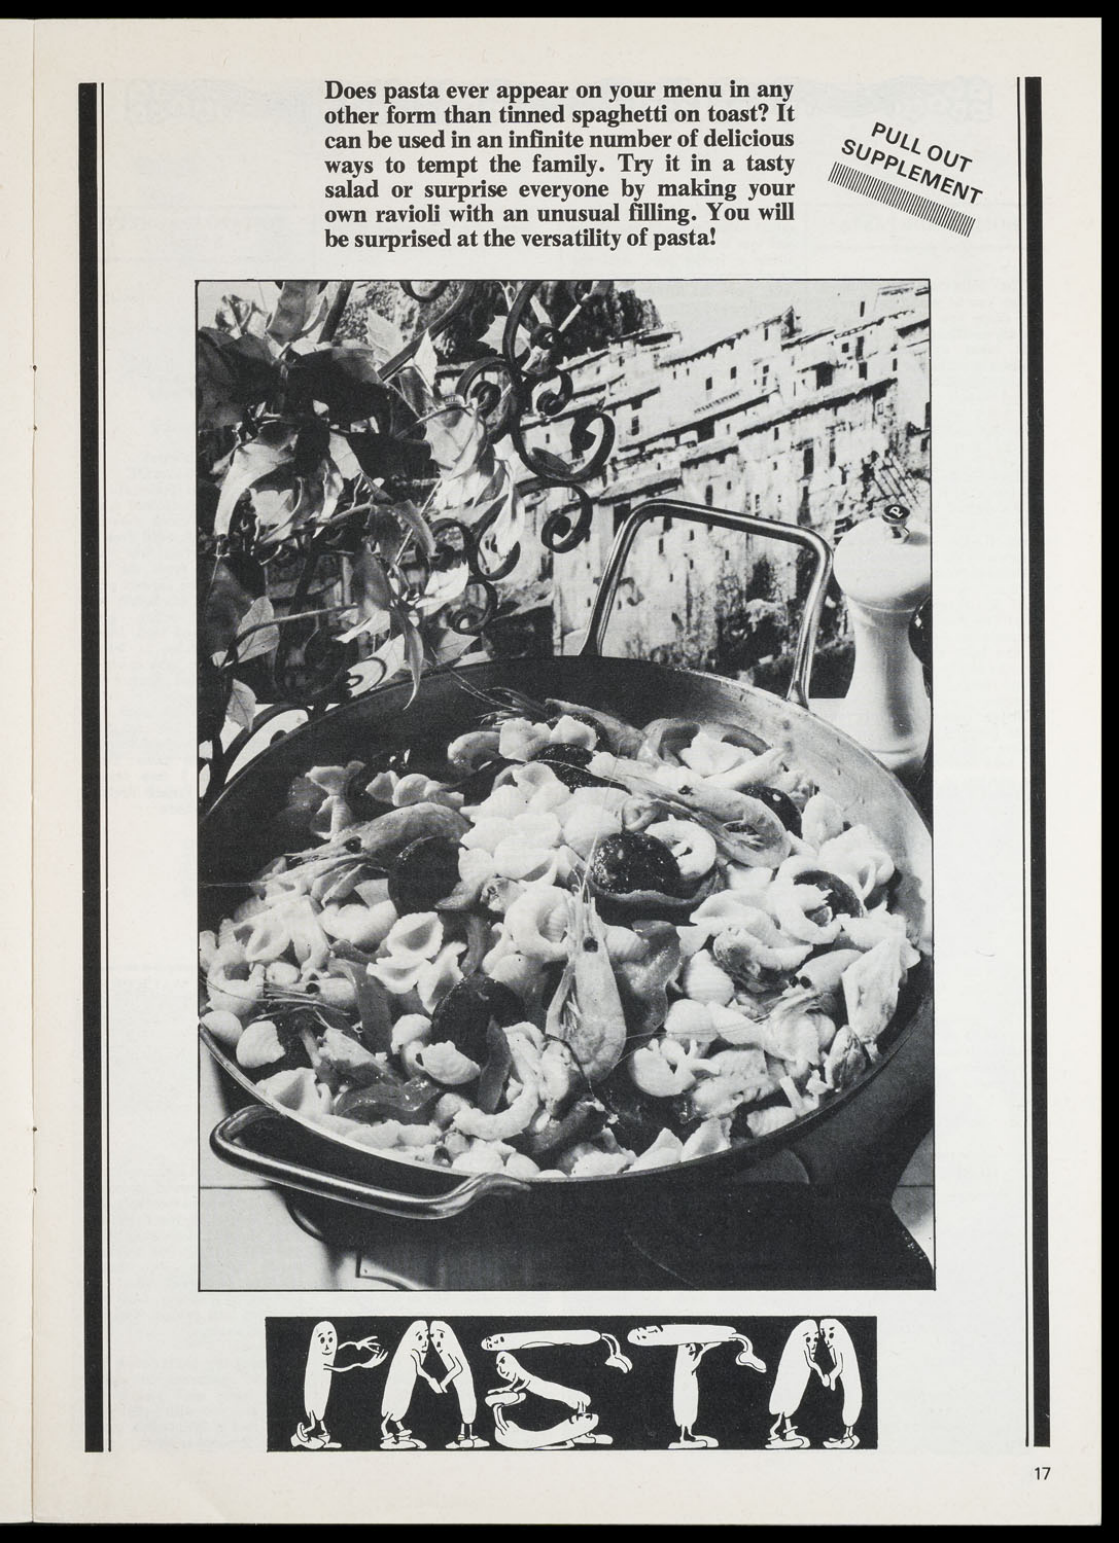 Does pasta ever appear on your menu in any
other form than tinned spaghetti on toast? It
can be used in an infinite number of delicious
ways to tempt the family. Try it in a tasty
salad or surprise everyone by making your
own ravioli with an unusual filling. You will
be surprised at the versatility of pasta!
PULL OUT
SUPPLEMENT
P
PASTA
17